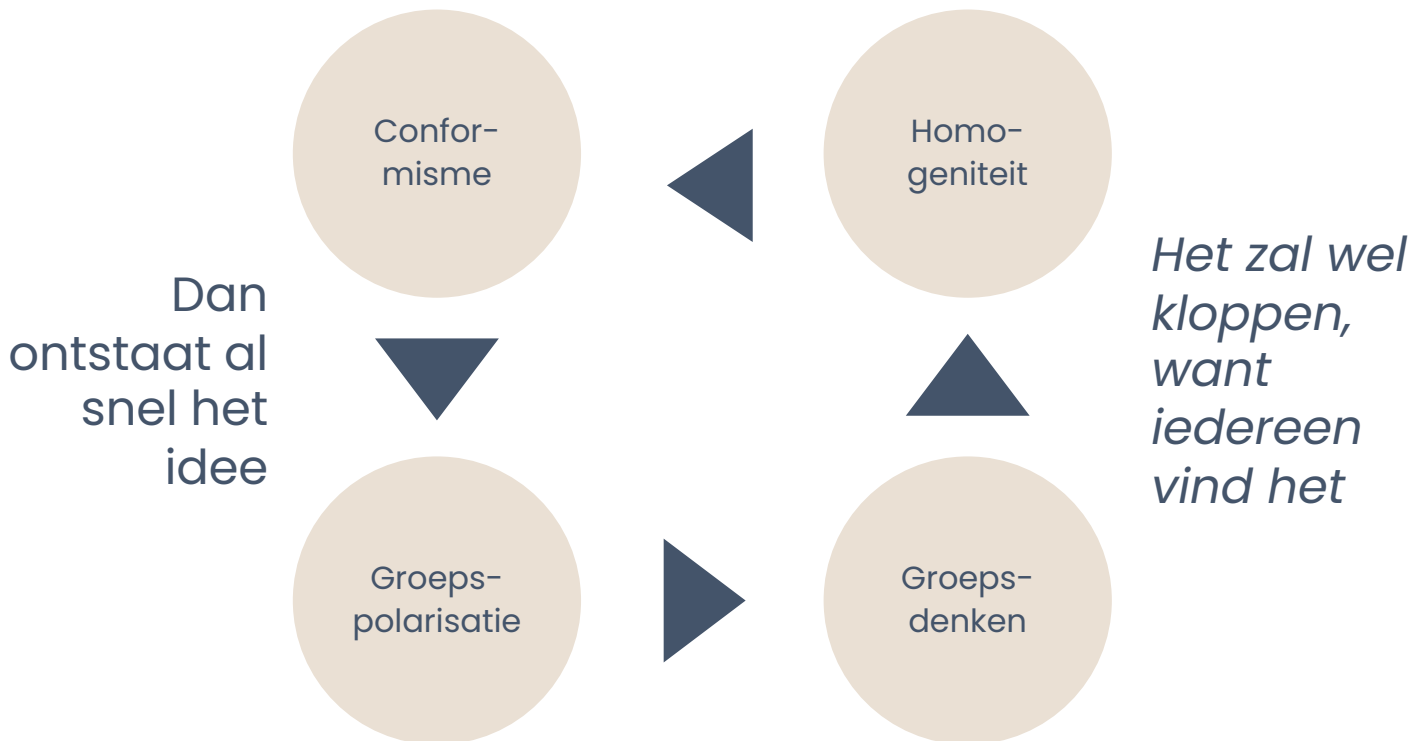 Confor-
misme
Homo-
geniteit
Dan
ontstaat al
snel het
idee
Het zal wel
kloppen,
want
iedereen
vind het
Groeps-
polarisatie
Groeps-
denken